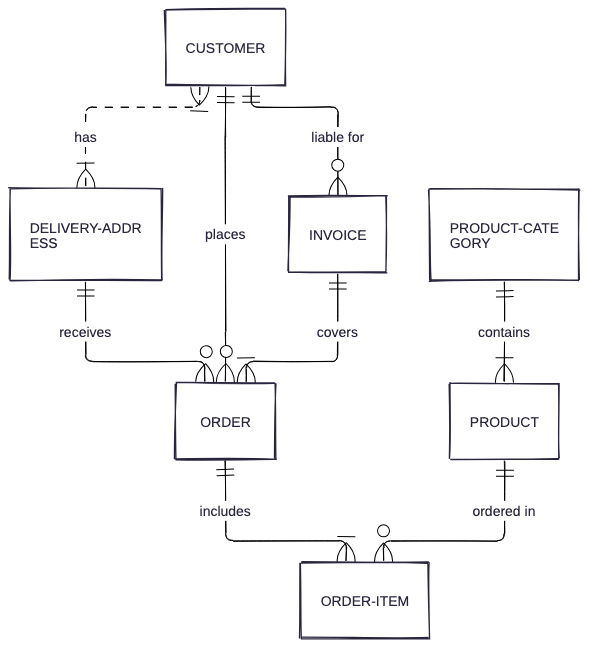 CUSTOMER
has
liable for
DELIVERY-ADDR
ESS
places
INVOICE
PRODUCT-CATE
GORY
receives
covers
contains
ORDER
PRODUCT
includes
ordered in
ORDER-ITEM